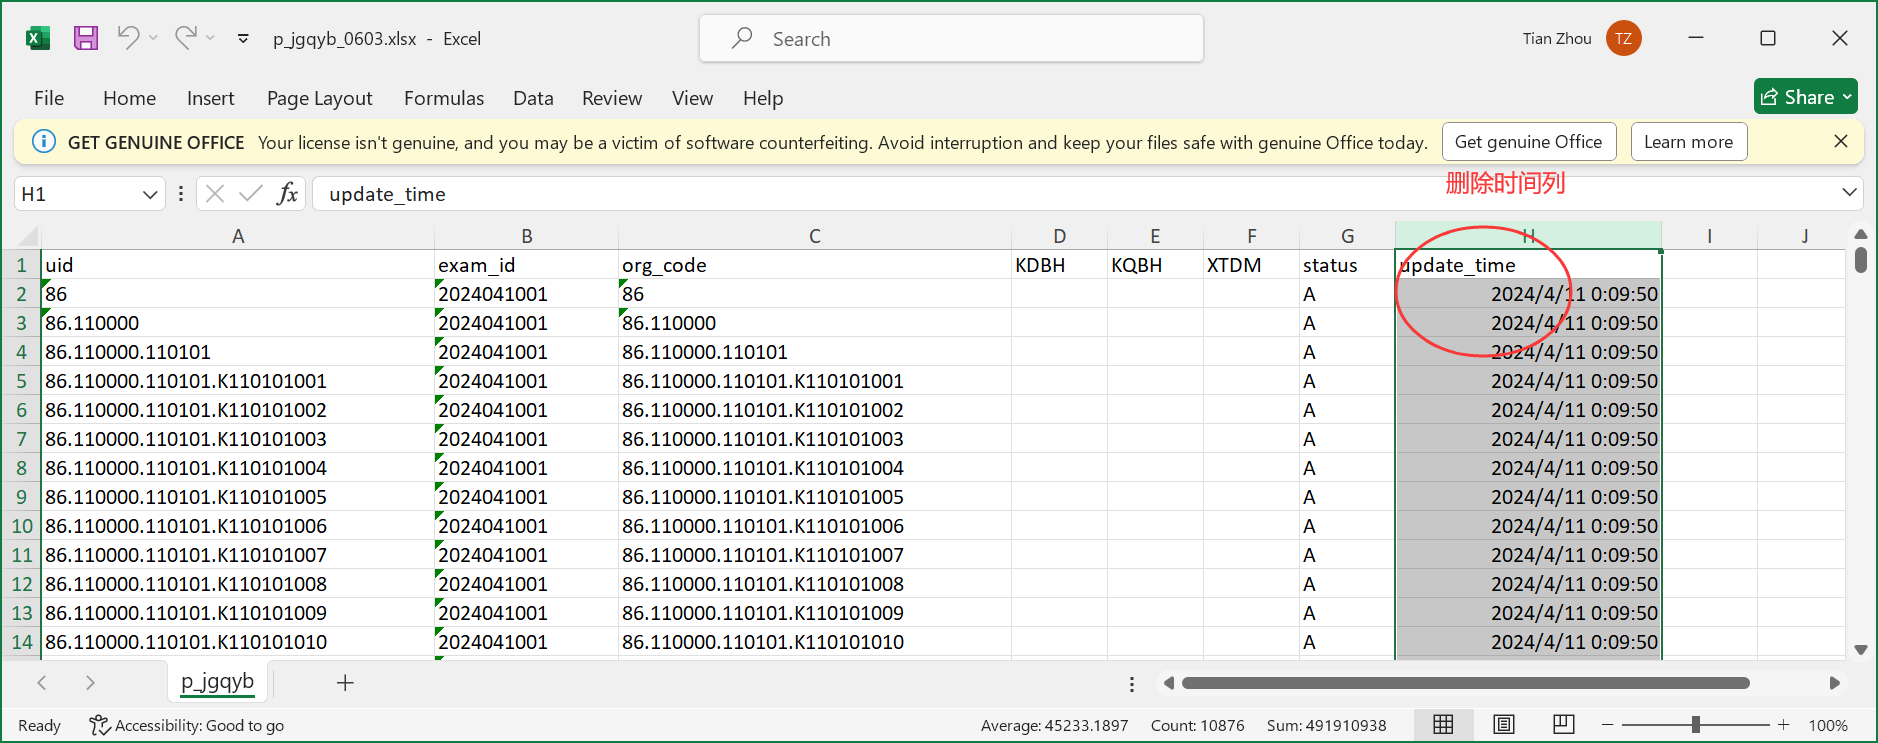 p_jgqyb_0603.xlsx - Excel
Search
Tian Zhou TZ
File Home Insert Page Layout Formulas Data Review View Help Share
GET GENUINE OFFICE Your license isn't genuine, and you may be a victim of software counterfeiting. Avoid interruption and keep your files safe with genuine Office today. Get genuine Office Learn more
删除时间列
H1 fx update_time
A B C D E F G H I J
1 uid exam_id org_code KDBH KQBH XTDM status update_time
2 86 2024041001 86 A 2024/4/11 0:09:50
3 86.110000 2024041001 86.110000 A 2024/4/11 0:09:50
4 86.110000.110101 2024041001 86.110000.110101 A 2024/4/11 0:09:50
5 86.110000.110101.K110101001 2024041001 86.110000.110101.K110101001 A 2024/4/11 0:09:50
6 86.110000.110101.K110101002 2024041001 86.110000.110101.K110101002 A 2024/4/11 0:09:50
7 86.110000.110101.K110101003 2024041001 86.110000.110101.K110101003 A 2024/4/11 0:09:50
8 86.110000.110101.K110101004 2024041001 86.110000.110101.K110101004 A 2024/4/11 0:09:50
9 86.110000.110101.K110101005 2024041001 86.110000.110101.K110101005 A 2024/4/11 0:09:50
10 86.110000.110101.K110101006 2024041001 86.110000.110101.K110101006 A 2024/4/11 0:09:50
11 86.110000.110101.K110101007 2024041001 86.110000.110101.K110101007 A 2024/4/11 0:09:50
12 86.110000.110101.K110101008 2024041001 86.110000.110101.K110101008 A 2024/4/11 0:09:50
13 86.110000.110101.K110101009 2024041001 86.110000.110101.K110101009 A 2024/4/11 0:09:50
14 86.110000.110101.K110101010 2024041001 86.110000.110101.K110101010 A 2024/4/11 0:09:50
p_jgqyb
Ready Accessibility: Good to go Average: 45233.1897 Count: 10876 Sum: 491910938 100%